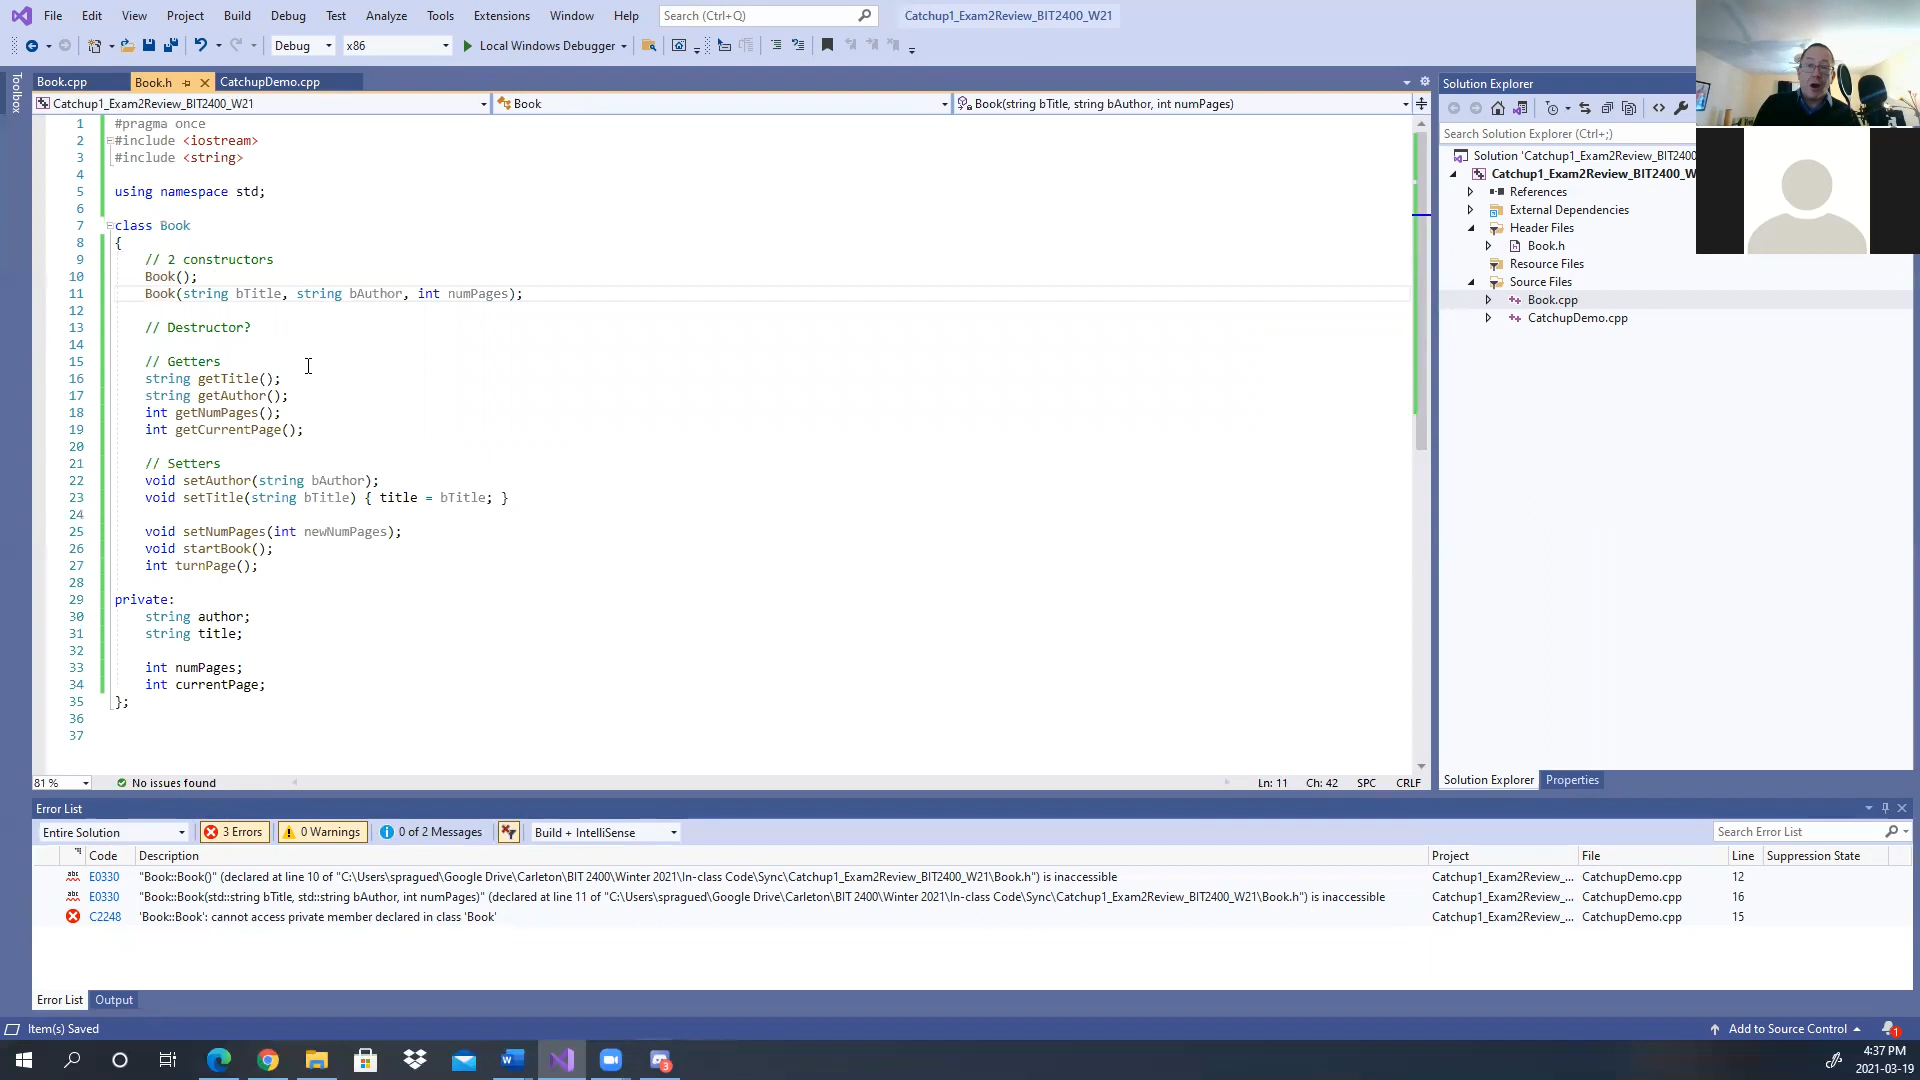 File Edit View Project Build Debug Test Analyze Tools Extensions Window Help Search (Ctrl+Q) Catchup1_Exam2Review_BIT2400_W21
Debug x86 Local Windows Debugger
Toolbox
Book.cpp Book.h CatchupDemo.cpp
Catchup1_Exam2Review_BIT2400_W21 Book Book(string bTitle, string bAuthor, int numPages)
1 #pragma once
2 #include <iostream>
3 #include <string>
4
5 using namespace std;
6
7 class Book
8 {
9 // 2 constructors
10 Book();
11 Book(string bTitle, string bAuthor, int numPages);
12
13 // Destructor?
14
15 // Getters
16 string getTitle();
17 string getAuthor();
18 int getNumPages();
19 int getCurrentPage();
20
21 // Setters
22 void setAuthor(string bAuthor);
23 void setTitle(string bTitle) { title = bTitle; }
24
25 void setNumPages(int newNumPages);
26 void startBook();
27 int turnPage();
28
29 private:
30 string author;
31 string title;
32
33 int numPages;
34 int currentPage;
35 };
36
37
81 % No issues found Ln: 11 Ch: 42 SPC CRLF
Solution Explorer
Search Solution Explorer (Ctrl+;)
Solution 'Catchup1_Exam2Review_BIT2400
Catchup1_Exam2Review_BIT2400_W
References
External Dependencies
Header Files
Book.h
Resource Files
Source Files
Book.cpp
CatchupDemo.cpp
Solution Explorer Properties
Error List
Entire Solution 3 Errors 0 Warnings 0 of 2 Messages Build + IntelliSense Search Error List
Code Description Project File Line Suppression State
abc E0330 "Book::Book()" (declared at line 10 of "C:\Users\spragued\Google Drive\Carleton\BIT 2400\Winter 2021\In-class Code\Sync\Catchup1_Exam2Review_BIT2400_W21\Book.h") is inaccessible Catchup1_Exam2Review_... CatchupDemo.cpp 12
abc E0330 "Book::Book(std::string bTitle, std::string bAuthor, int numPages)" (declared at line 11 of "C:\Users\spragued\Google Drive\Carleton\BIT 2400\Winter 2021\In-class Code\Sync\Catchup1_Exam2Review_BIT2400_W21\Book.h") is inaccessible Catchup1_Exam2Review_... CatchupDemo.cpp 16
C2248 'Book::Book': cannot access private member declared in class 'Book' Catchup1_Exam2Review_... CatchupDemo.cpp 15
Error List Output
Item(s) Saved Add to Source Control 1
3 4:37 PM
2021-03-19